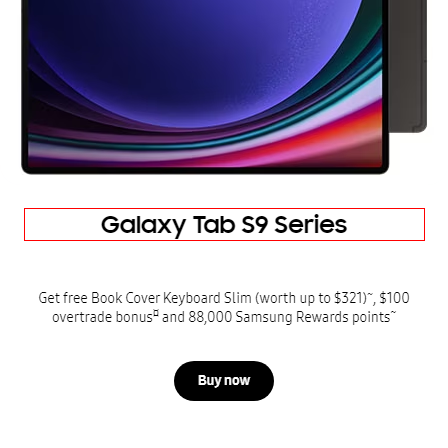 Galaxy Tab S9 Series
Get free Book Cover Keyboard Slim (worth up to $321)~, $100
overtrade bonus¤ and 88,000 Samsung Rewards points~
Buy now